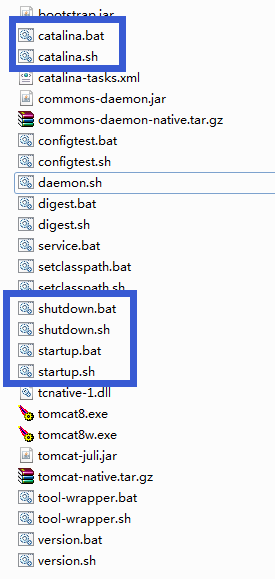 bootstrap.jar
catalina.bat
catalina.sh
catalina-tasks.xml
commons-daemon.jar
commons-daemon-native.tar.gz
configtest.bat
configtest.sh
daemon.sh
digest.bat
digest.sh
service.bat
setclasspath.bat
setclasspath.sh
shutdown.bat
shutdown.sh
startup.bat
startup.sh
tcnative-1.dll
tomcat8.exe
tomcat8w.exe
tomcat-juli.jar
tomcat-native.tar.gz
tool-wrapper.bat
tool-wrapper.sh
version.bat
version.sh